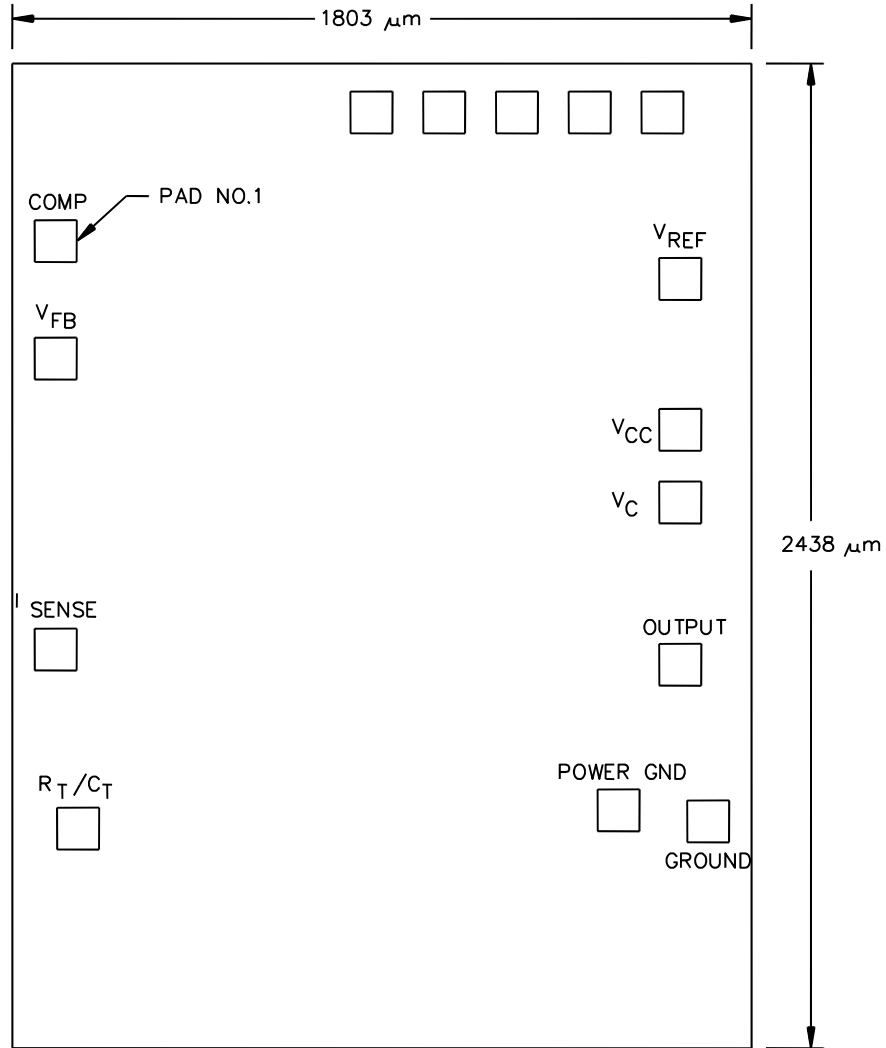 1803 μm
COMP
PAD NO.1
VREF
VFB
VCC
VC
2438 μm
I SENSE
OUTPUT
RT/CT
POWER GND
GROUND